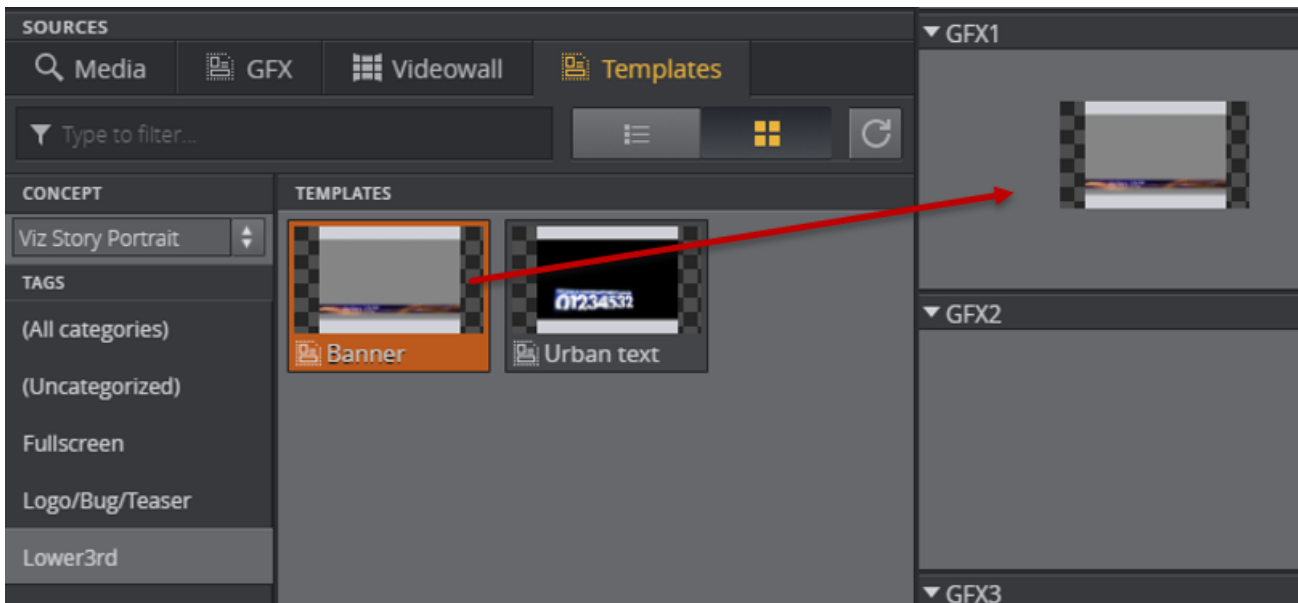 SOURCES
Media
GFX
Videowall
Templates
Type to filter...
CONCEPT
Viz Story Portrait
TAGS
(All categories)
(Uncategorized)
Fullscreen
Logo/Bug/Teaser
Lower3rd
TEMPLATES
01234532
Banner
Urban text
GFX1
GFX2
GFX3